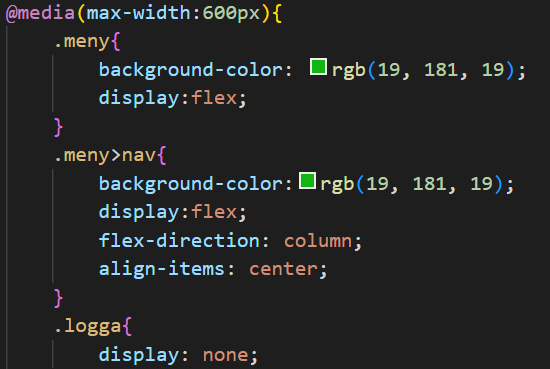 @media(max-width:600px){
    .meny{
        background-color: rgb(19, 181, 19);
        display:flex;
    }
    .meny>nav{
        background-color:rgb(19, 181, 19);
        display:flex;
        flex-direction: column;
        align-items: center;
    }
    .logga{
        display: none;